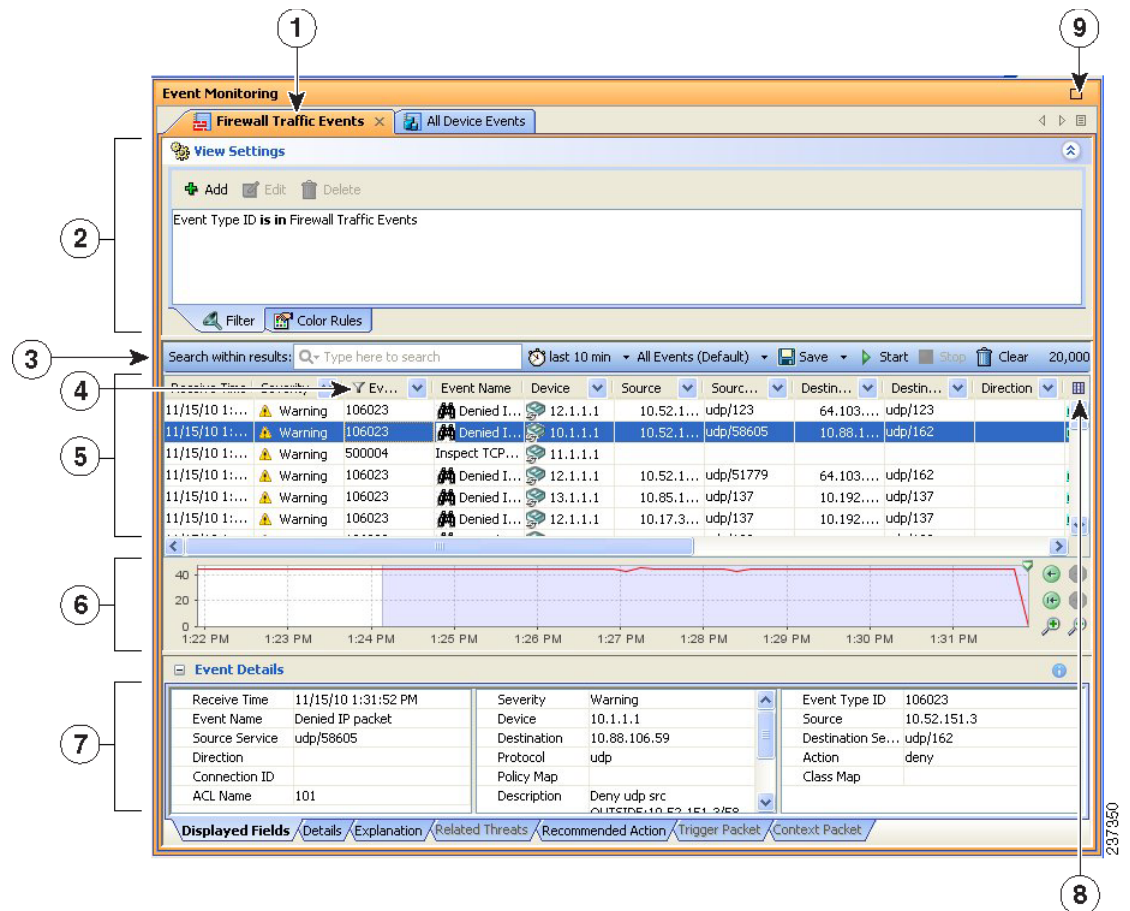 1
9
Event Monitoring
Firewall Traffic Events × All Device Events
View Settings
Add Edit Delete
2
Event Type ID is in Firewall Traffic Events
Filter Color Rules
3
Search within results: Type here to search last 10 min All Events (Default) Save Start Stop Clear 20,000
4
Receive Time Severity Ev... Event Name Device Source Sourc... Destin... Destin... Direction
11/15/10 1:... Warning 106023 Denied I... 12.1.1.1 10.52.1... udp/123 64.103.... udp/123
11/15/10 1:... Warning 106023 Denied I... 10.1.1.1 10.52.1... udp/58605 10.88.1... udp/162
5
11/15/10 1:... Warning 500004 Inspect TCP... 11.1.1.1
11/15/10 1:... Warning 106023 Denied I... 12.1.1.1 10.52.1... udp/51779 64.103.... udp/162
11/15/10 1:... Warning 106023 Denied I... 13.1.1.1 10.85.1... udp/137 10.192.... udp/137
11/15/10 1:... Warning 106023 Denied I... 12.1.1.1 10.17.3... udp/137 10.192.... udp/137
40
20
6
0
1:22 PM 1:23 PM 1:24 PM 1:25 PM 1:26 PM 1:27 PM 1:28 PM 1:29 PM 1:30 PM 1:31 PM
Event Details
Receive Time 11/15/10 1:31:52 PM Severity Warning Event Type ID 106023
Event Name Denied IP packet Device 10.1.1.1 Source 10.52.151.3
7
Source Service udp/58605 Destination 10.88.106.59 Destination Se... udp/162
Direction Protocol udp Action deny
Connection ID Policy Map Class Map
ACL Name 101 Description Deny udp src
OUTSIDE:10.52.151.3/58
Displayed Fields Details Explanation Related Threats Recommended Action Trigger Packet Context Packet
237350
8